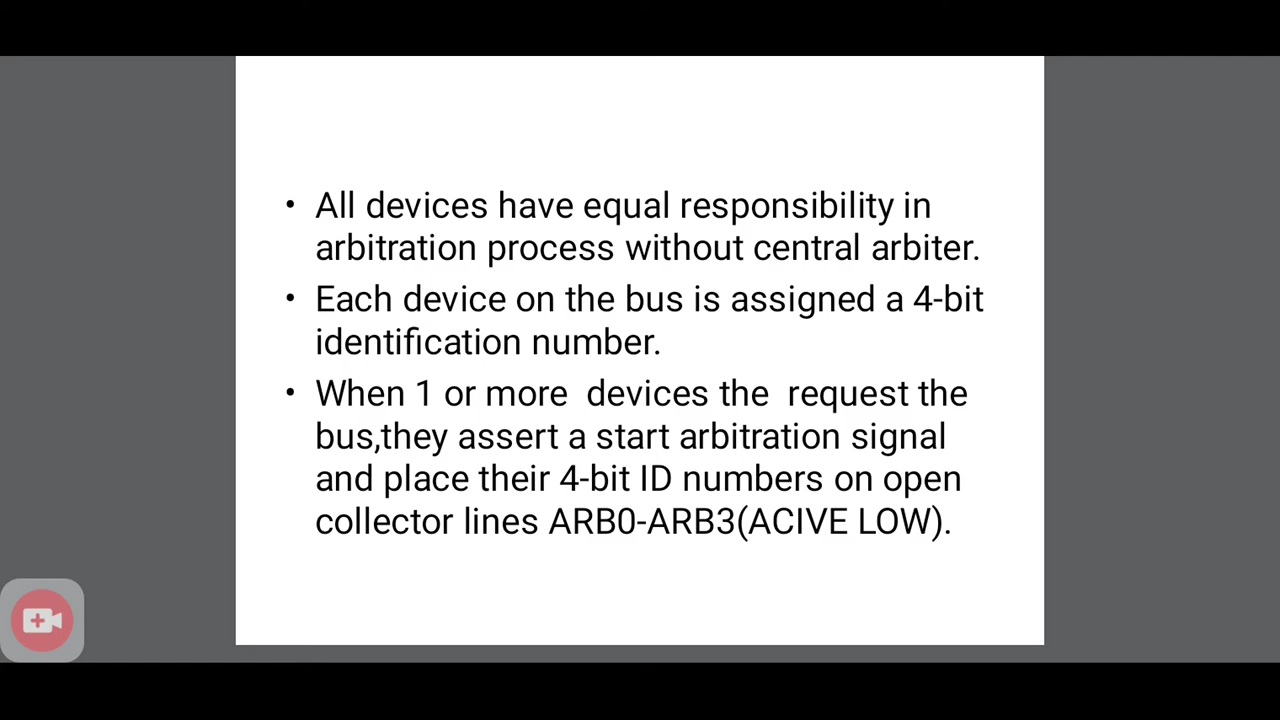 • All devices have equal responsibility in
arbitration process without central arbiter.
• Each device on the bus is assigned a 4-bit
identification number.
• When 1 or more  devices the  request the
bus,they assert a start arbitration signal
and place their 4-bit ID numbers on open
collector lines ARB0-ARB3(ACIVE LOW).